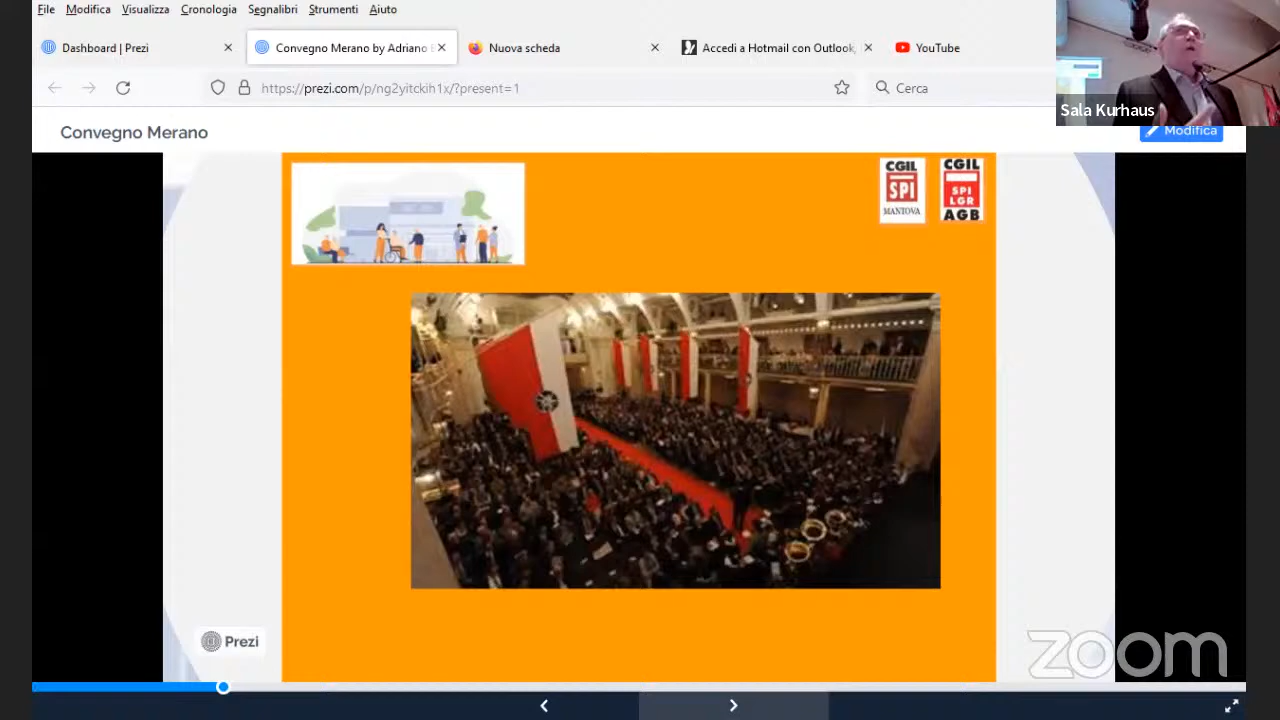 File Modifica Visualizza Cronologia Segnalibri Strumenti Aiuto
Dashboard | Prezi
Convegno Merano by Adriano
Nuova scheda
Accedi a Hotmail con Outlook,
YouTube
https://prezi.com/p/ng2yitckih1x/?present=1
Cerca
Sala Kurhaus
Convegno Merano
Modifica
CGIL
SPI
MANTOVA
CGIL
SPI
LGR
AGB
Prezi
zoom